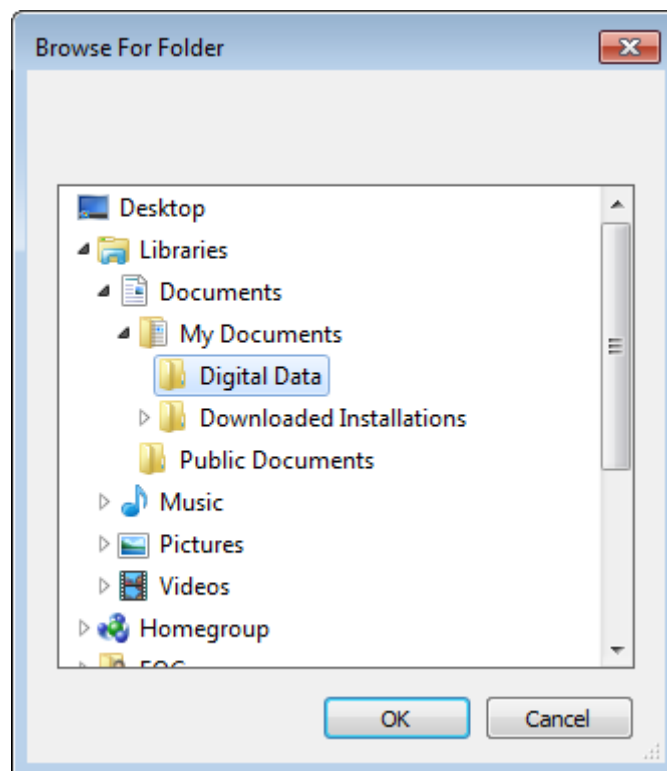 Browse For Folder
Desktop
Libraries
Documents
My Documents
Digital Data
Downloaded Installations
Public Documents
Music
Pictures
Videos
Homegroup
OK
Cancel